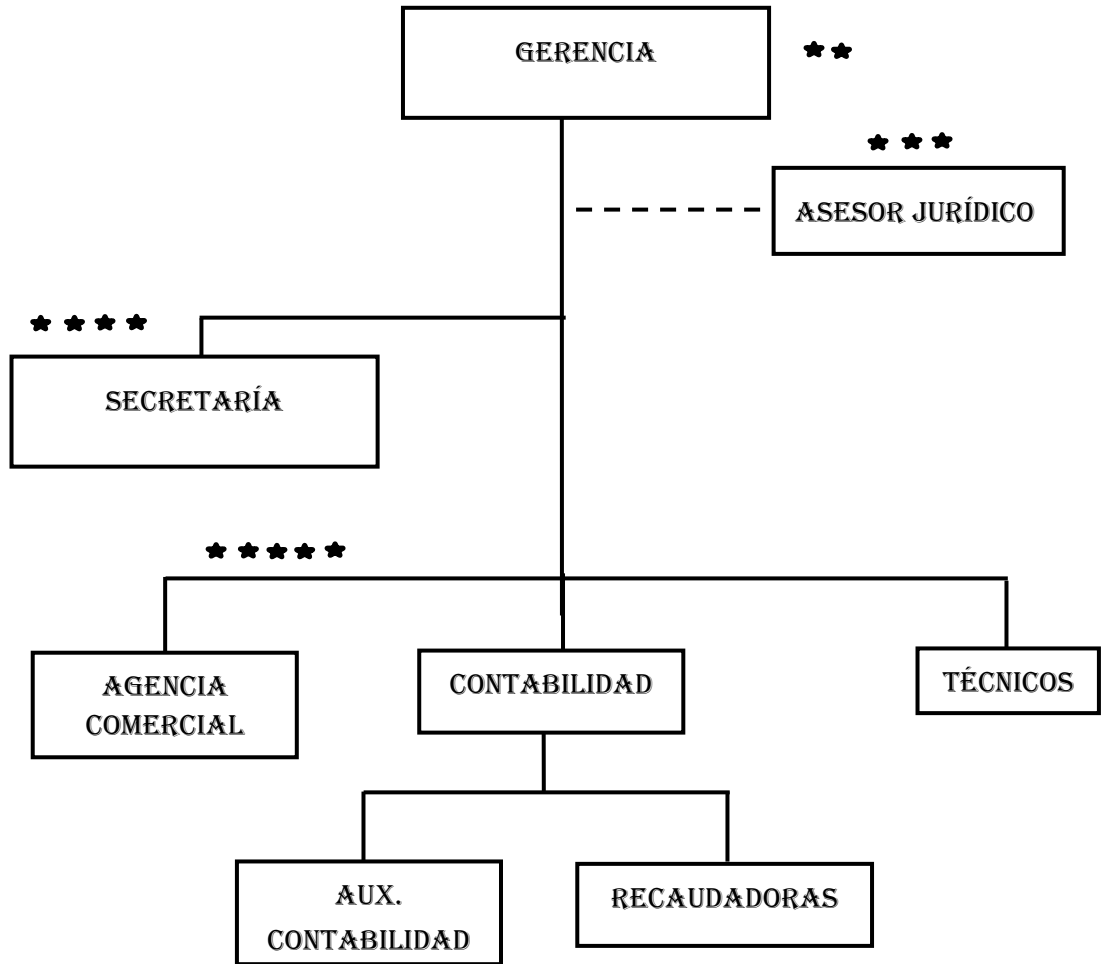 GERENCIA
ASESOR JURÍDICO
SECRETARÍA
AGENCIA
COMERCIAL
CONTABILIDAD
TÉCNICOS
AUX.
CONTABILIDAD
RECAUDADORAS